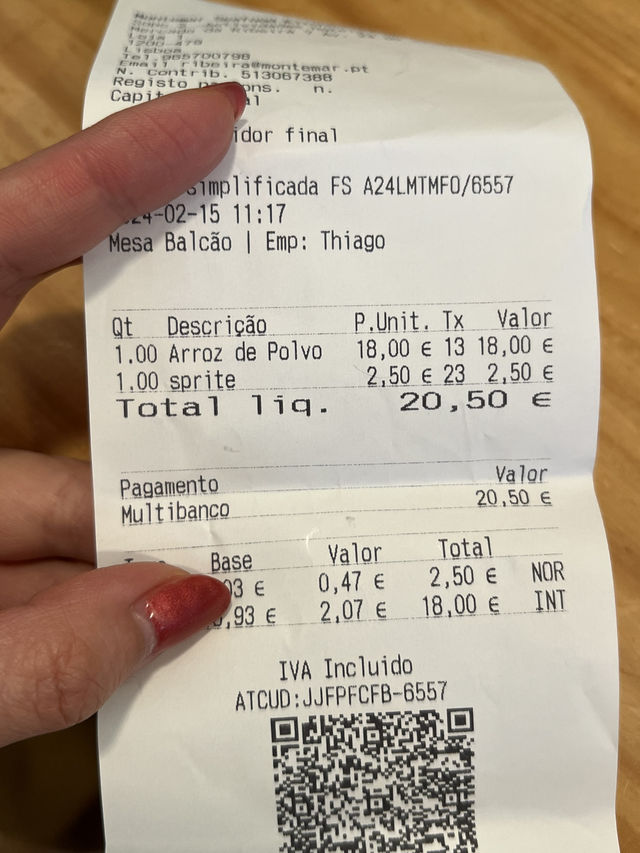 Lisboa
Tel.965700798
Email ribeira@montemar.pt
N. Contrib. 513067388
Registo ons. n.
idor final
simplificada FS A24LMTMFO/6557
24-02-15 11:17
Mesa Balcão | Emp: Thiago
Qt Descrição P.Unit. Tx Valor
1.00 Arroz de Polvo 18,00 € 13 18,00 €
1.00 sprite 2,50 € 23 2,50 €
Total liq. 20,50 €
Pagamento Valor
Multibanco 20,50 €
Base Valor Total
03 € 0,47 € 2,50 € NOR
,93 € 2,07 € 18,00 € INT
IVA Incluido
ATCUD:JJFPFCFB-6557